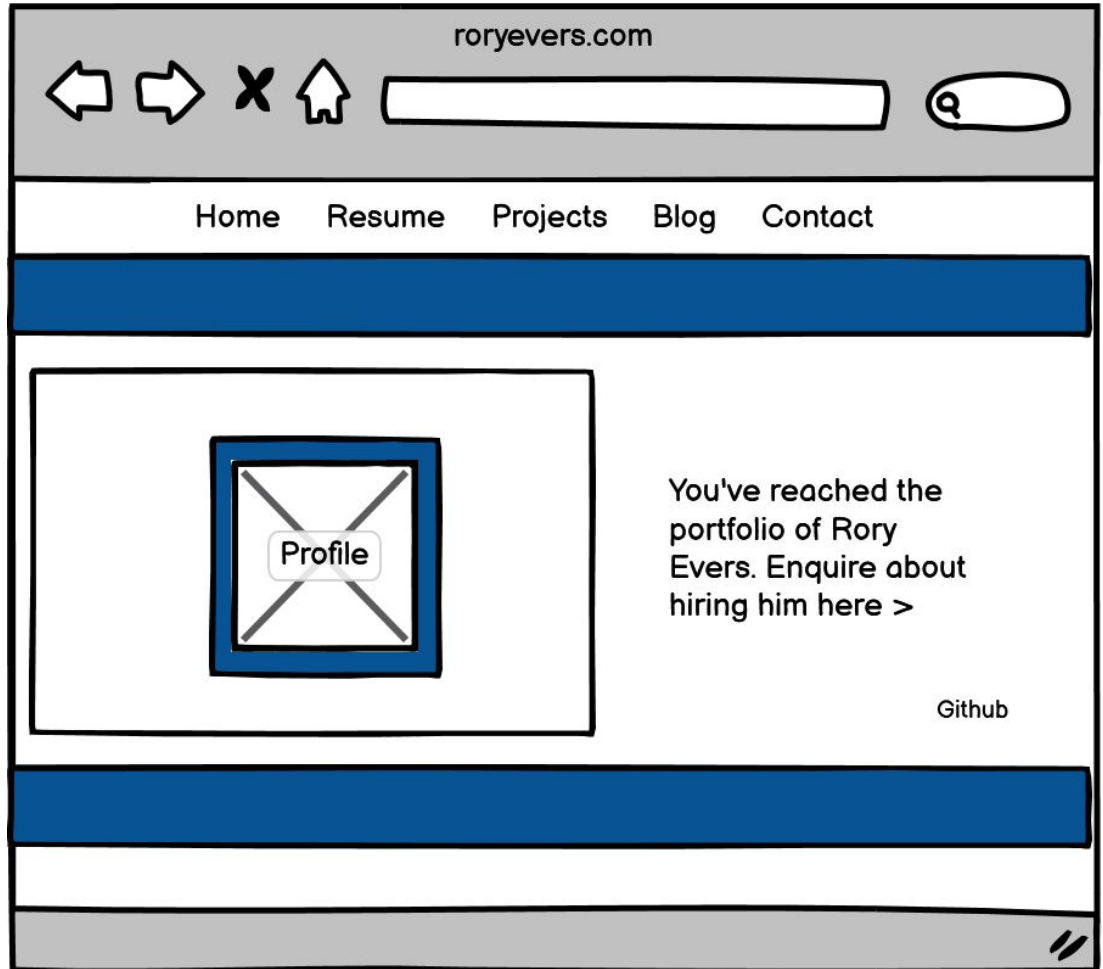 roryevers.com
Home Resume Projects Blog Contact
Profile
You've reached the
portfolio of Rory
Evers. Enquire about
hiring him here >
Github